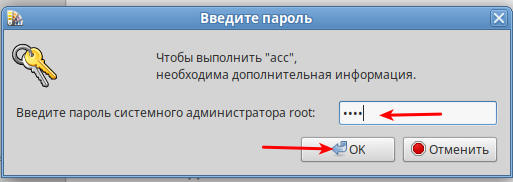 Введите пароль
Чтобы выполнить "acc",
необходима дополнительная информация.
Введите пароль системного администратора root:
••••
OK
Отменить